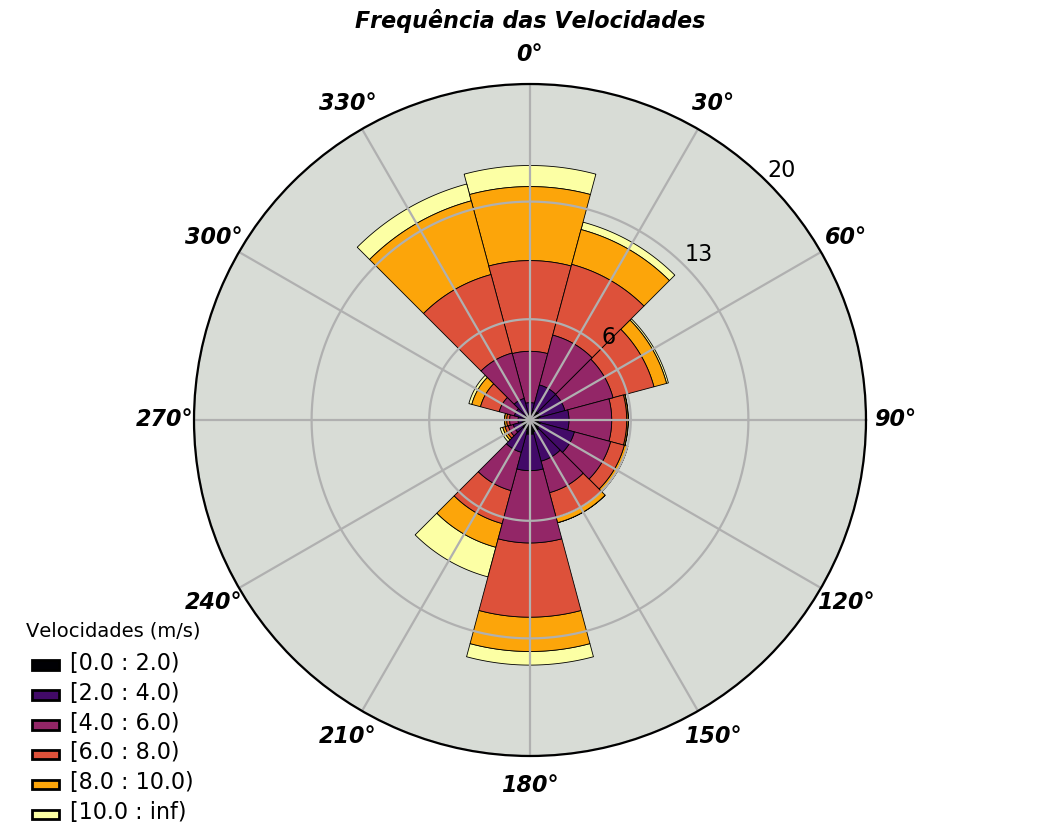 Frequência das Velocidades
0°
330°
30°
20
300°
60°
13
6
270°
90°
240°
120°
210°
150°
180°
Velocidades (m/s)
[0.0 : 2.0)
[2.0 : 4.0)
[4.0 : 6.0)
[6.0 : 8.0)
[8.0 : 10.0)
[10.0 : inf)